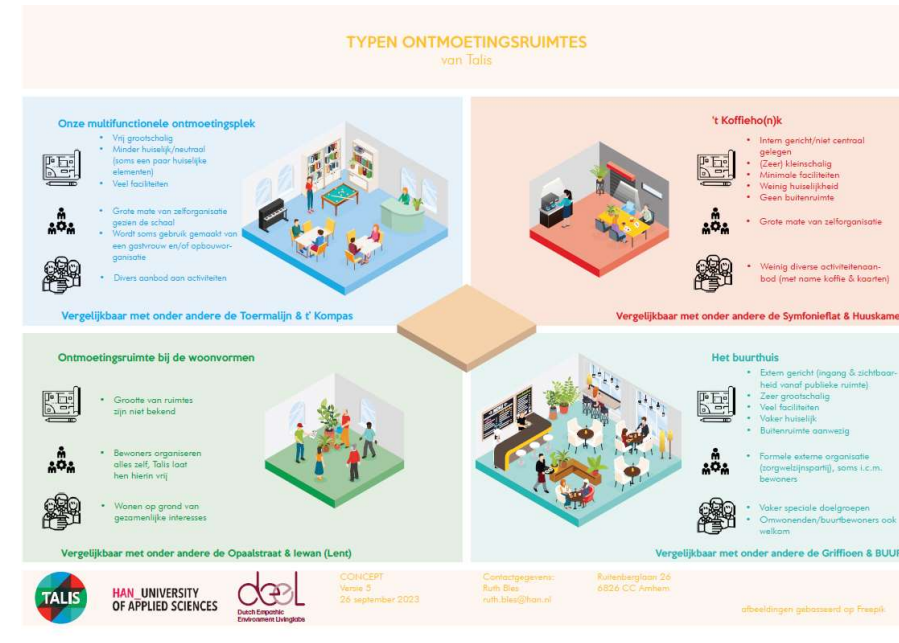 TYPEN ONTMOETINGSRUIMTES
van Talis
Onze multifunctionele ontmoetingsplek
• Vrij grootschalig
• Minder huiselijk/neutraal
(soms een paar huiselijke
elementen)
• Veel faciliteiten
• Grote mate van zelforganisatie
gezien de schaal
• Wordt soms gebruik gemaakt van
een gastvrouw en/of opbouwor-
ganisatie
• Divers aanbod aan activiteiten
Vergelijkbaar met onder andere de Toermalijn & t' Kompas
't Koffieho(n)k
• Intern gericht/niet centraal
gelegen
• (Zeer) kleinschalig
• Minimale faciliteiten
• Weinig huiselijkheid
• Geen buitenruimte
• Grote mate van zelforganisatie
• Weinig diverse activiteitenaan-
bod (met name koffie & kaarten)
Vergelijkbaar met onder andere de Symfonieflat & Huuskame
Ontmoetingsruimte bij de woonvormen
• Grootte van ruimtes
zijn niet bekend
• Bewoners organiseren
alles zelf, Talis laat
hen hierin vrij
• Wonen op grond van
gezamenlijke interesses
Vergelijkbaar met onder andere de Opaalstraat & Iewan (Lent)
Het buurthuis
• Extern gericht (ingang & zichtbaar-
heid vanaf publieke ruimte)
• Zeer grootschalig
• Veel faciliteiten
• Vaker huiselijk
• Buitenruimte aanwezig
• Formele externe organisatie
(zorgwelzijnspartij), soms i.c.m.
bewoners
• Vaker speciale doelgroepen
• Omwonenden/buurtbewoners ook
welkom
Vergelijkbaar met onder andere de Griffioen & BUUR
TALIS
HAN_UNIVERSITY
OF APPLIED SCIENCES
deel
Dutch Empathic
Environment Livinglabs
CONCEPT
Versie 5
26 september 2023
Contactgegevens:
Ruth Bles
ruth.bles@han.nl
Ruitenberglaan 26
6826 CC Arnhem
afbeeldingen gebasseerd op Freepik